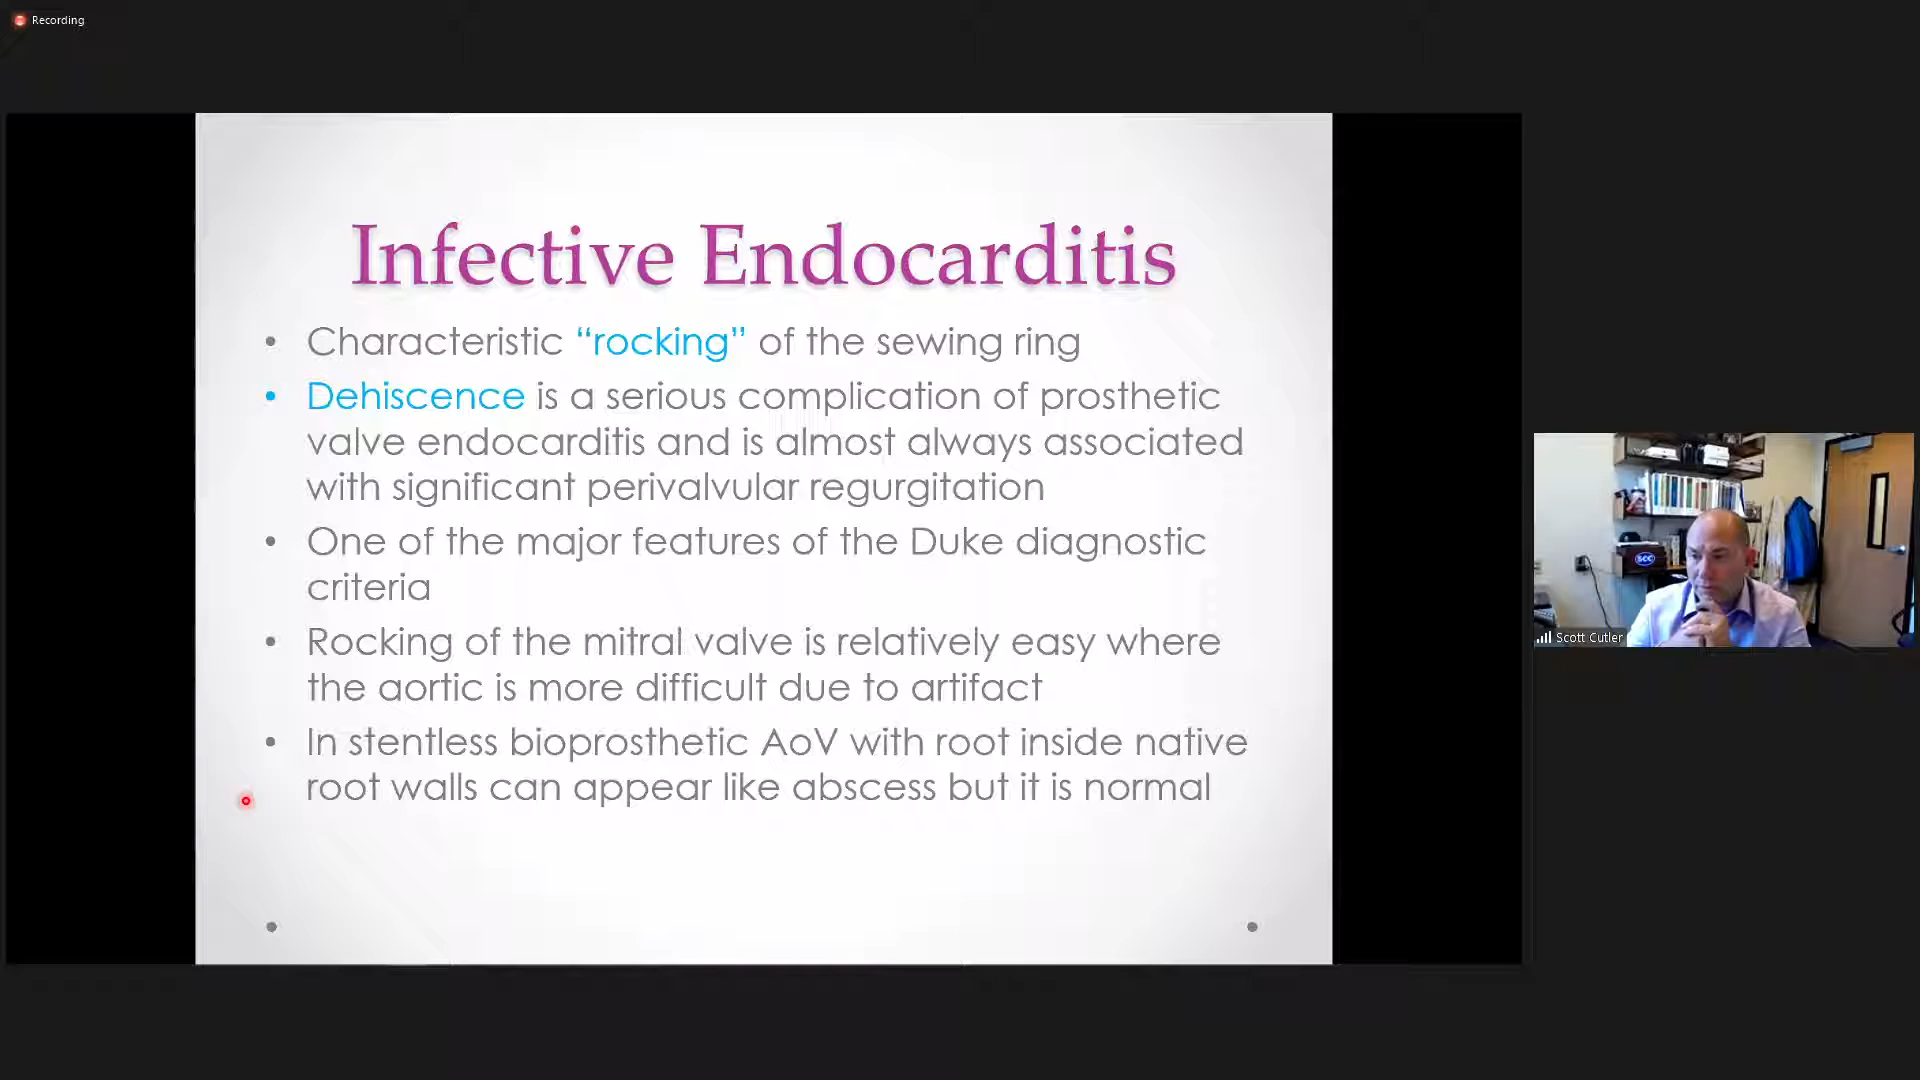 Recording
Infective Endocarditis
• Characteristic “rocking” of the sewing ring
• Dehiscence is a serious complication of prosthetic
valve endocarditis and is almost always associated
with significant perivalvular regurgitation
• One of the major features of the Duke diagnostic
criteria
• Rocking of the mitral valve is relatively easy where
the aortic is more difficult due to artifact
• In stentless bioprosthetic AoV with root inside native
root walls can appear like abscess but it is normal
SCC
Scott Cutler